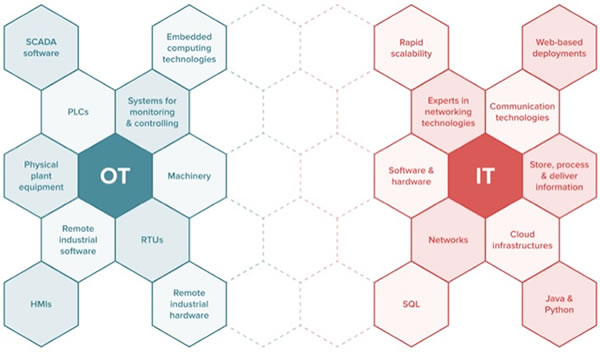 SCADA
software
Embedded
computing
technologies
PLCs
Systems for
monitoring
& controlling
Physical
plant
equipment
OT
Machinery
Remote
industrial
software
RTUs
HMIs
Remote
industrial
hardware
Rapid
scalability
Web-based
deployments
Experts in
networking
technologies
Communication
technologies
Software &
hardware
IT
Store, process
& deliver
information
Networks
Cloud
infrastructures
SQL
Java &
Python